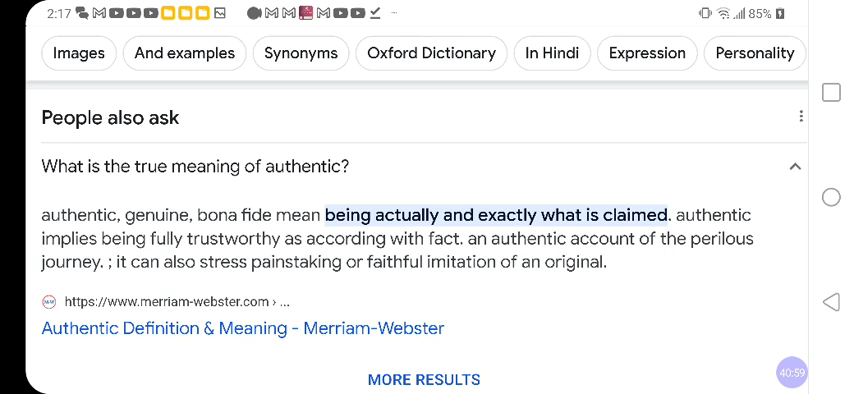 2:17
85%
Images
And examples
Synonyms
Oxford Dictionary
In Hindi
Expression
Personality
People also ask
What is the true meaning of authentic?
authentic, genuine, bona fide mean being actually and exactly what is claimed. authentic
implies being fully trustworthy as according with fact. an authentic account of the perilous
journey. ; it can also stress painstaking or faithful imitation of an original.
https://www.merriam-webster.com › ...
Authentic Definition & Meaning - Merriam-Webster
MORE RESULTS
40:59